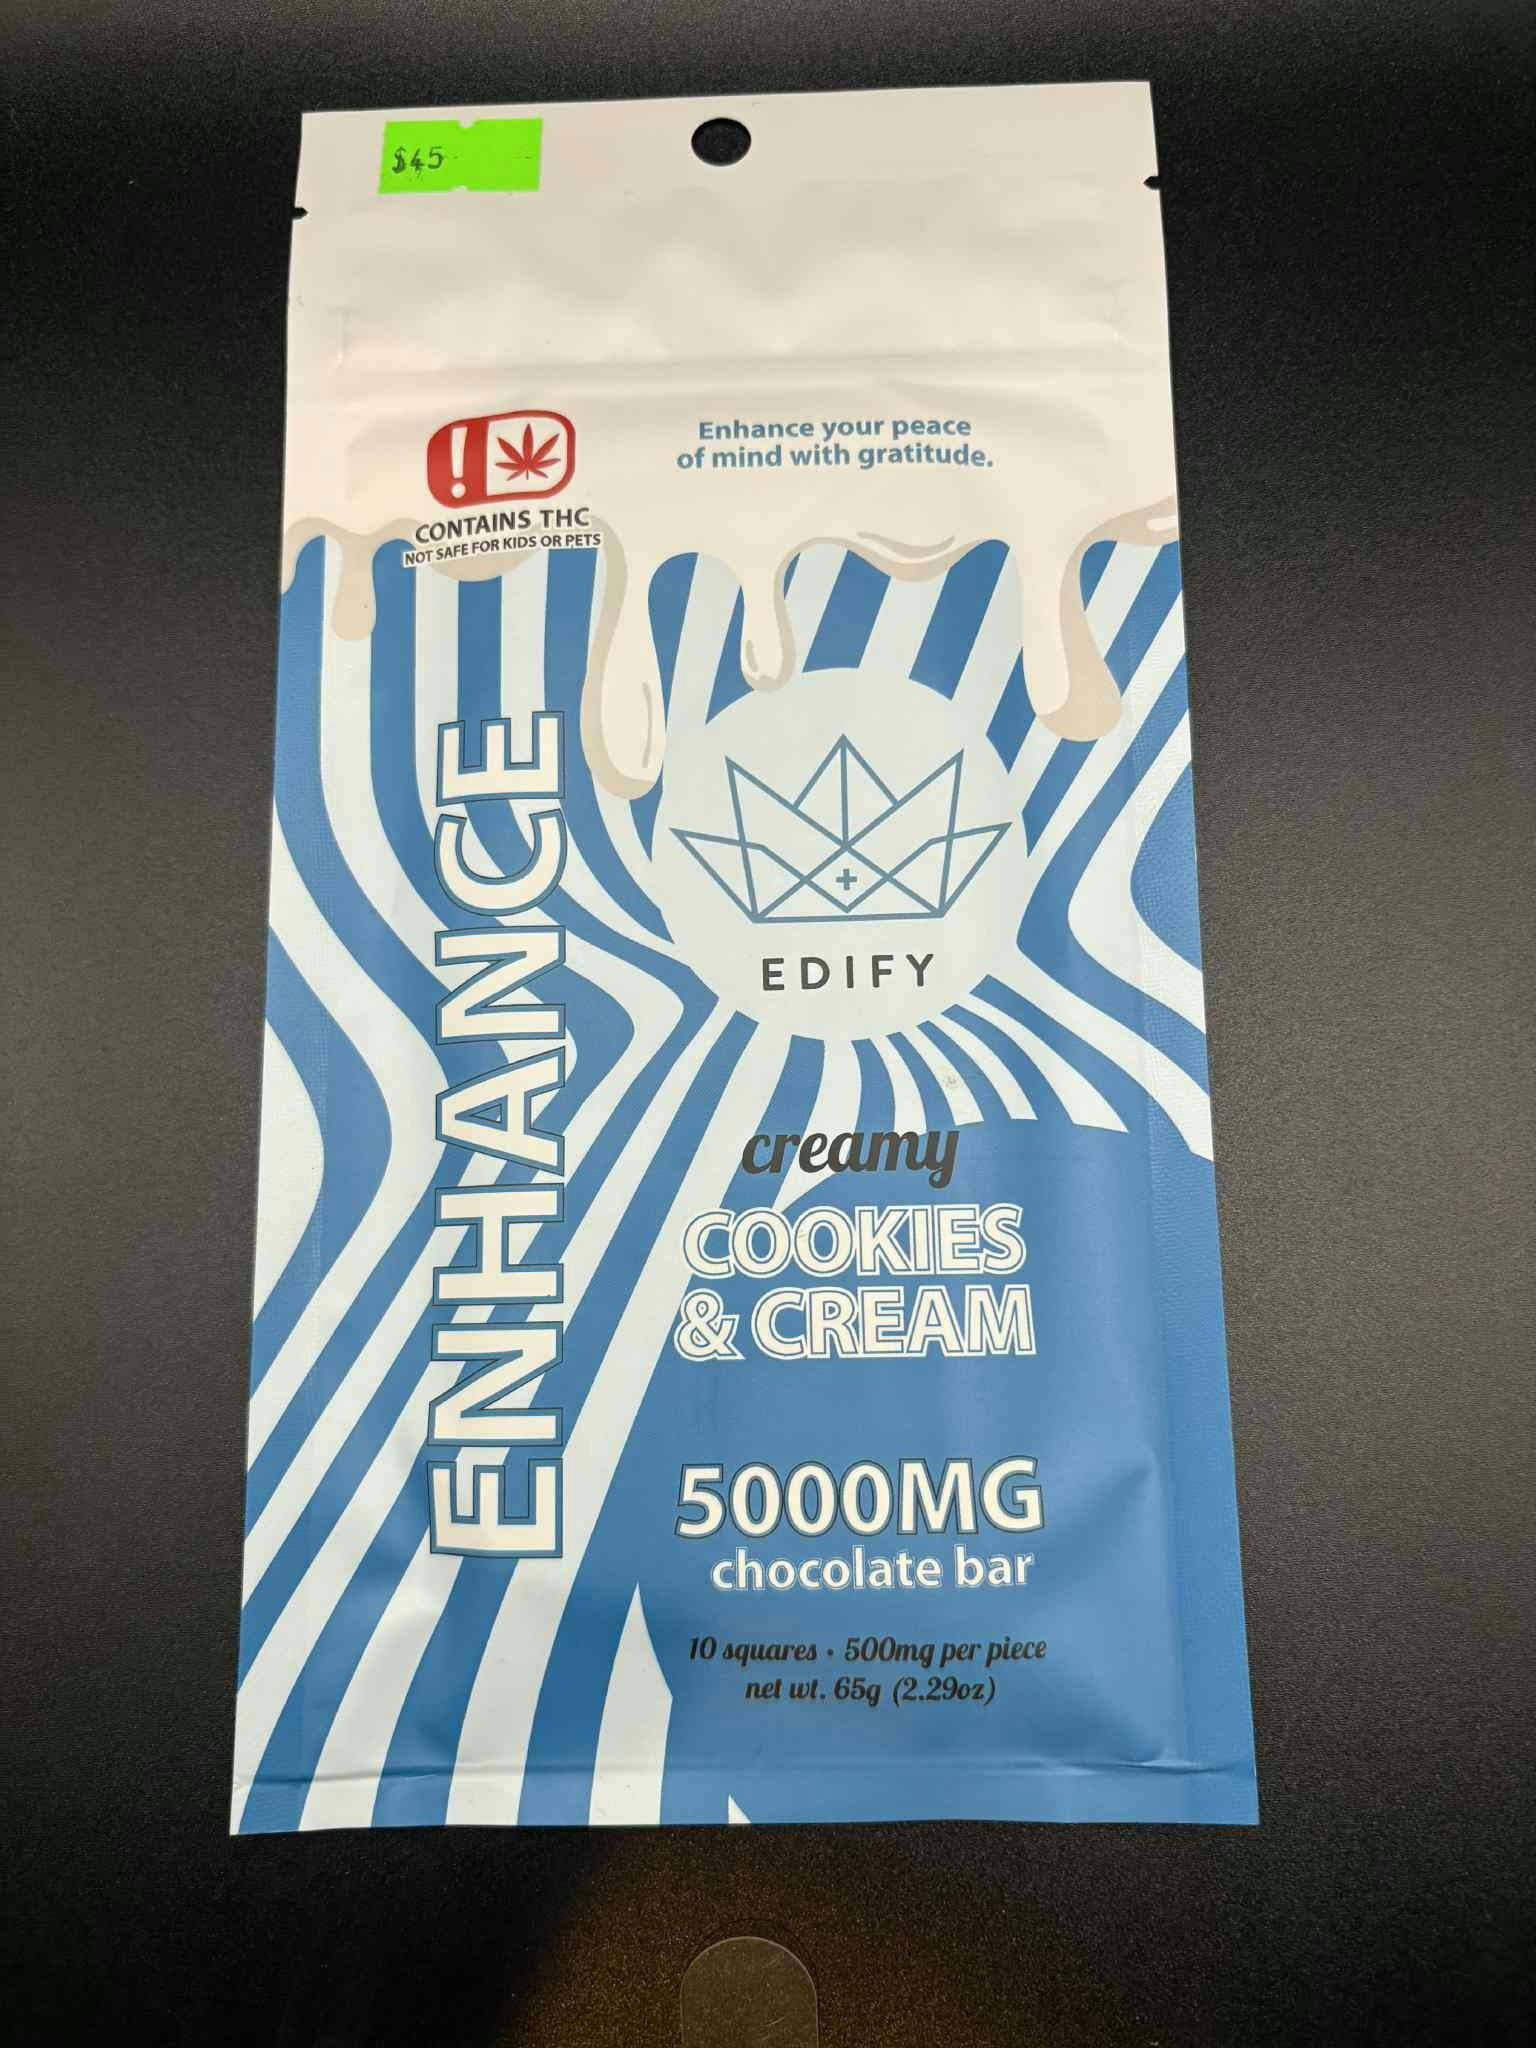 $45
Enhance your peace
of mind with gratitude.
!
CONTAINS THC
NOT SAFE FOR KIDS OR PETS
ENHANCE
EDIFY
creamy
COOKIES
& CREAM
5000MG
chocolate bar
10 squares • 500mg per piece
net wt. 65g (2.29oz)